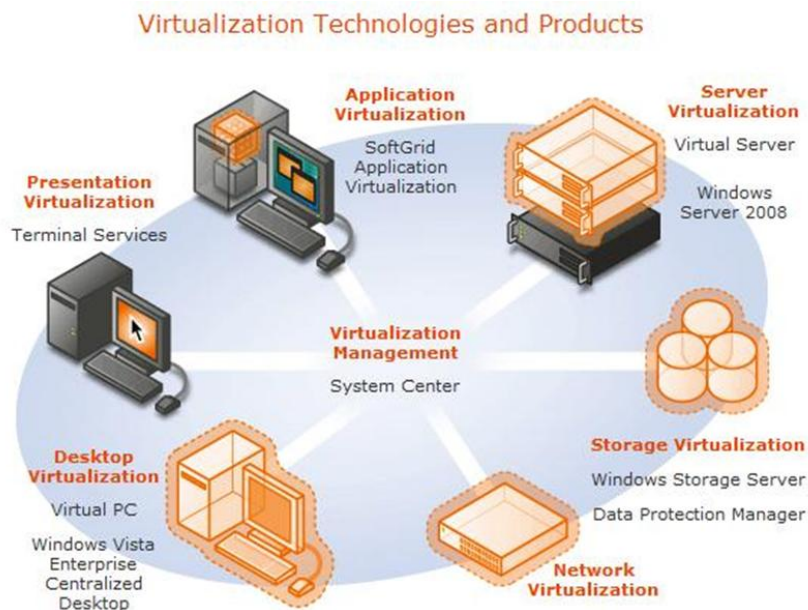 Virtualization Technologies and Products
Application
Virtualization
SoftGrid
Application
Virtualization
Server
Virtualization
Virtual Server
Windows
Server 2008
Presentation
Virtualization
Terminal Services
Virtualization
Management
System Center
Desktop
Virtualization
Virtual PC
Windows Vista
Enterprise
Centralized
Desktop
Storage Virtualization
Windows Storage Server
Data Protection Manager
Network
Virtualization